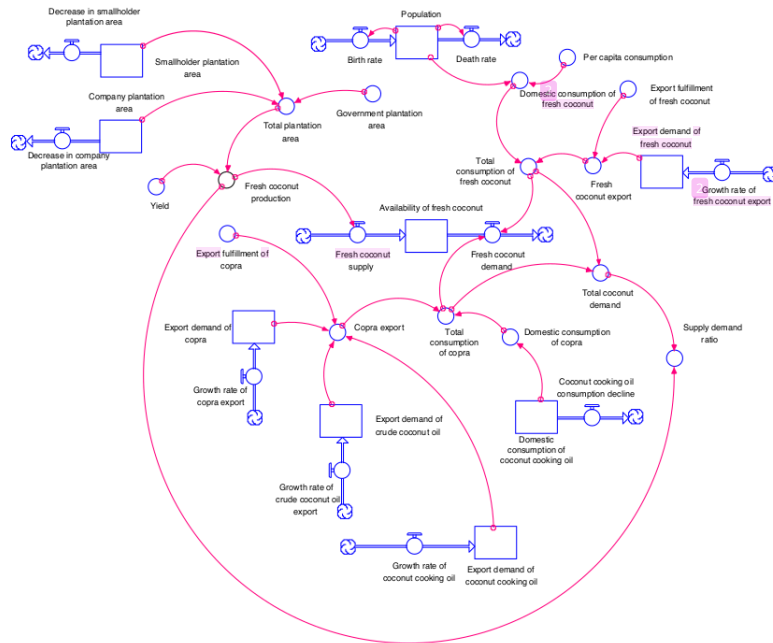 Decrease in smallholder
plantation area
Population
Birth rate
Death rate
Smallholder plantation
area
Per capita consumption
Company plantation
area
Domestic consumption
of fresh coconut
Export fulfillment
of fresh coconut
Total plantation
area
Government plantation
area
Export demand of
fresh coconut
Decrease in company
plantation area
Total
consumption
of fresh coconut
Fresh
coconut export
Growth rate of
fresh coconut export
Yield
Fresh coconut
production
Availability of fresh coconut
Export fulfillment of
copra
Fresh coconut
supply
Fresh coconut
demand
Total coconut
demand
Export demand of
copra
Copra export
Total
consumption of copra
Domestic consumption
of copra
Supply demand
ratio
Growth rate of
copra export
Coconut cooking oil
consumption decline
Export demand of
crude coconut oil
Domestic
consumption of
coconut cooking oil
Growth rate of
crude coconut oil
export
Growth rate of
coconut cooking oil
Export demand of
coconut cooking oil